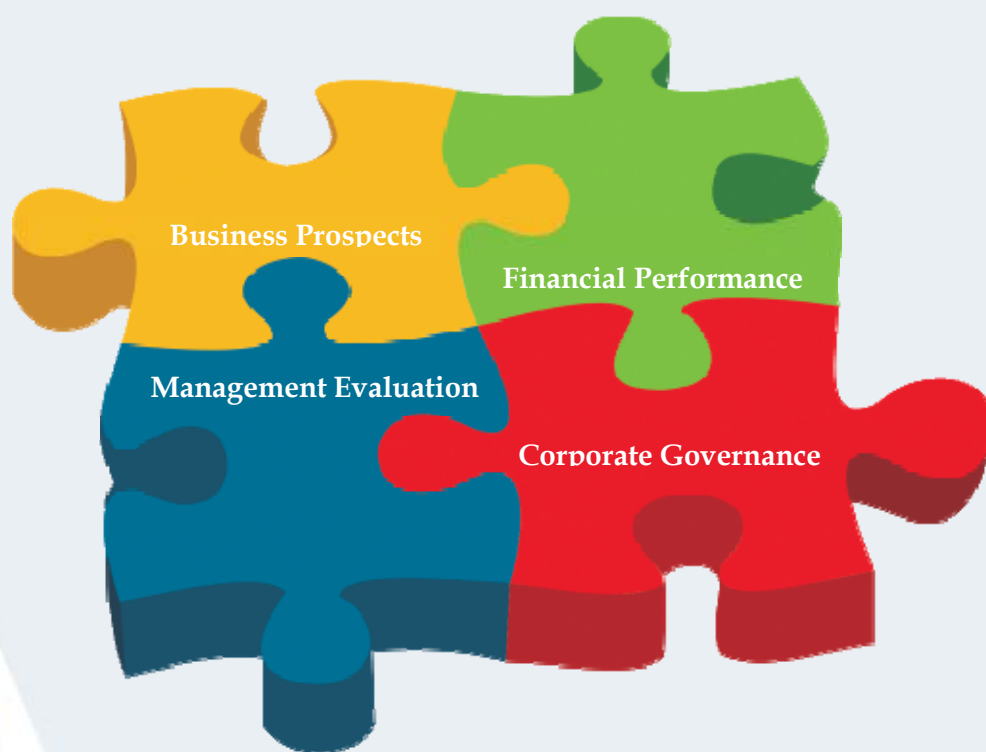 Business Prospects
Financial Performance
Management Evaluation
Corporate Governance